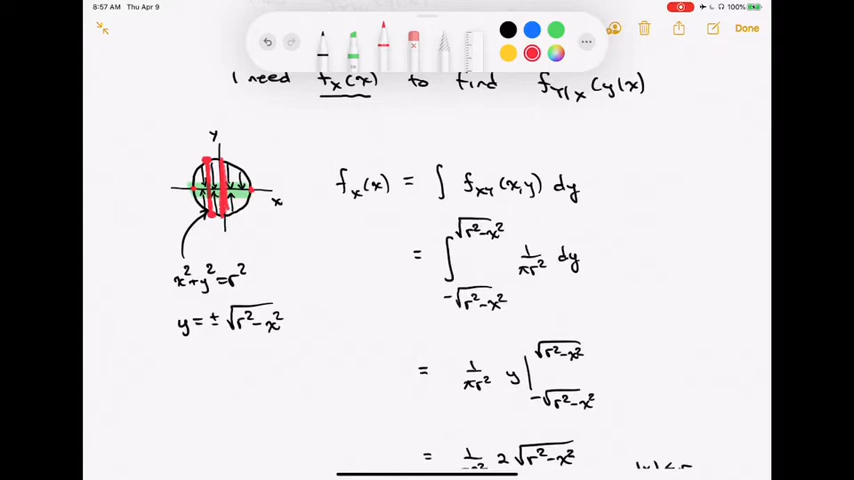 8:57 AM Thu Apr 9
100%
Done
I need f_X(x) to find f_{Y|X}(y|x)
y
x
x²+y²=r²
y=±√(r²-x²)
f_X(x) = ∫ f_{XY}(x,y) dy
= ∫_{-√(r²-x²)}^{√(r²-x²)} 1/(πr²) dy
= 1/(πr²) y |_{-√(r²-x²)}^{√(r²-x²)}
= 2√(r²-x²)